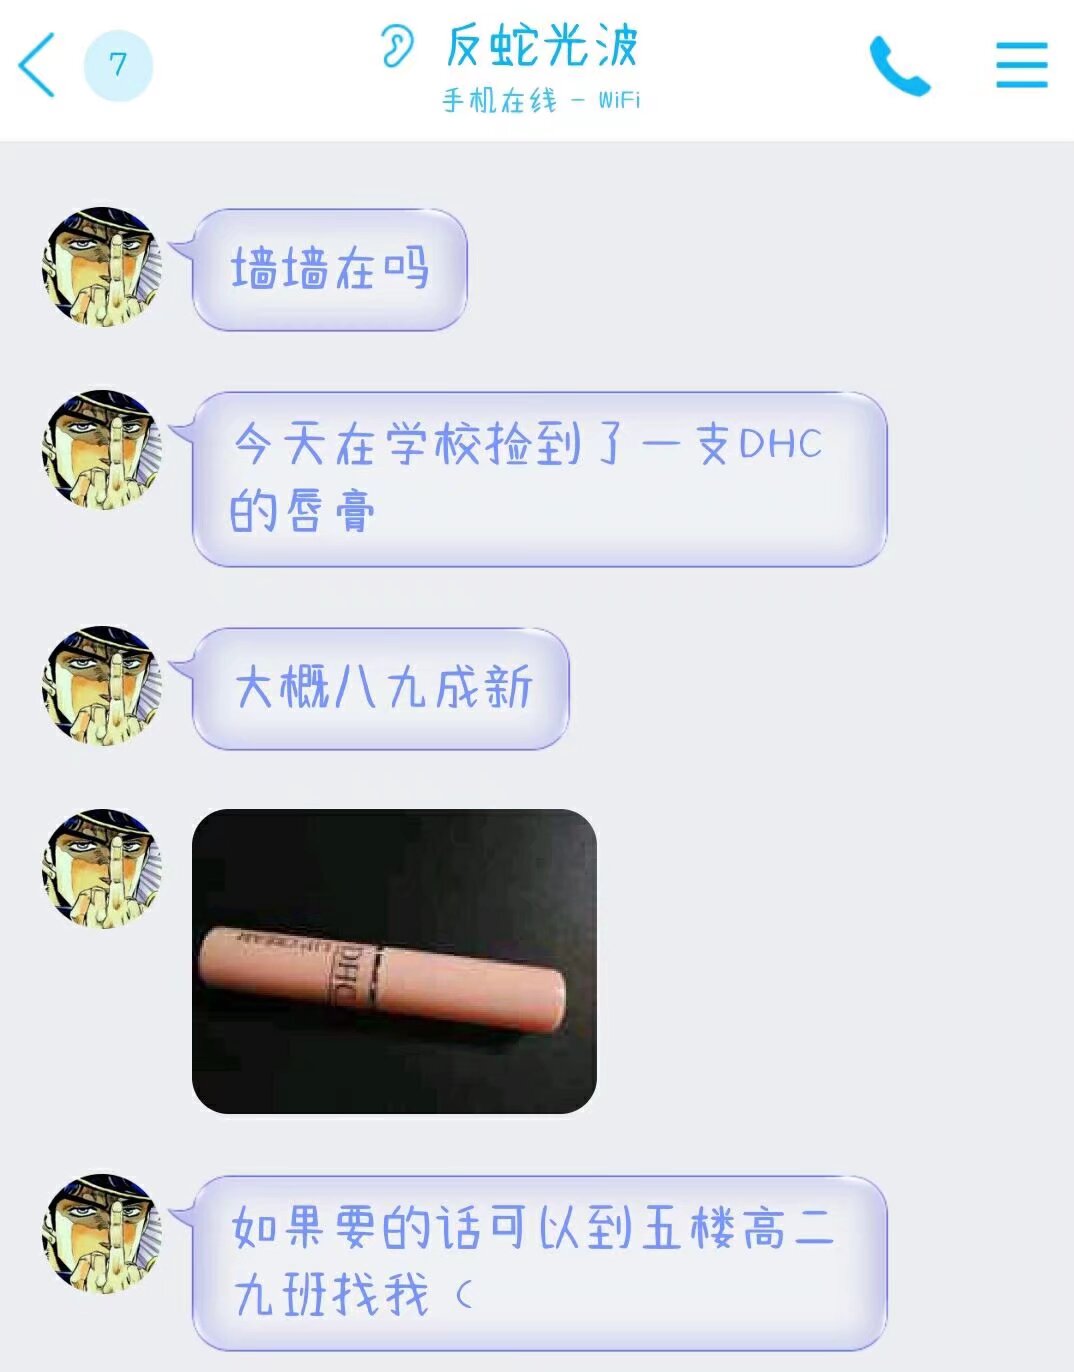 7
反蛇光波
手机在线 - WiFi
墙墙在吗
今天在学校捡到了一支DHC
的唇膏
大概八九成新
LIP CREAM
DHC
如果要的话可以到五楼高二
九班找我（